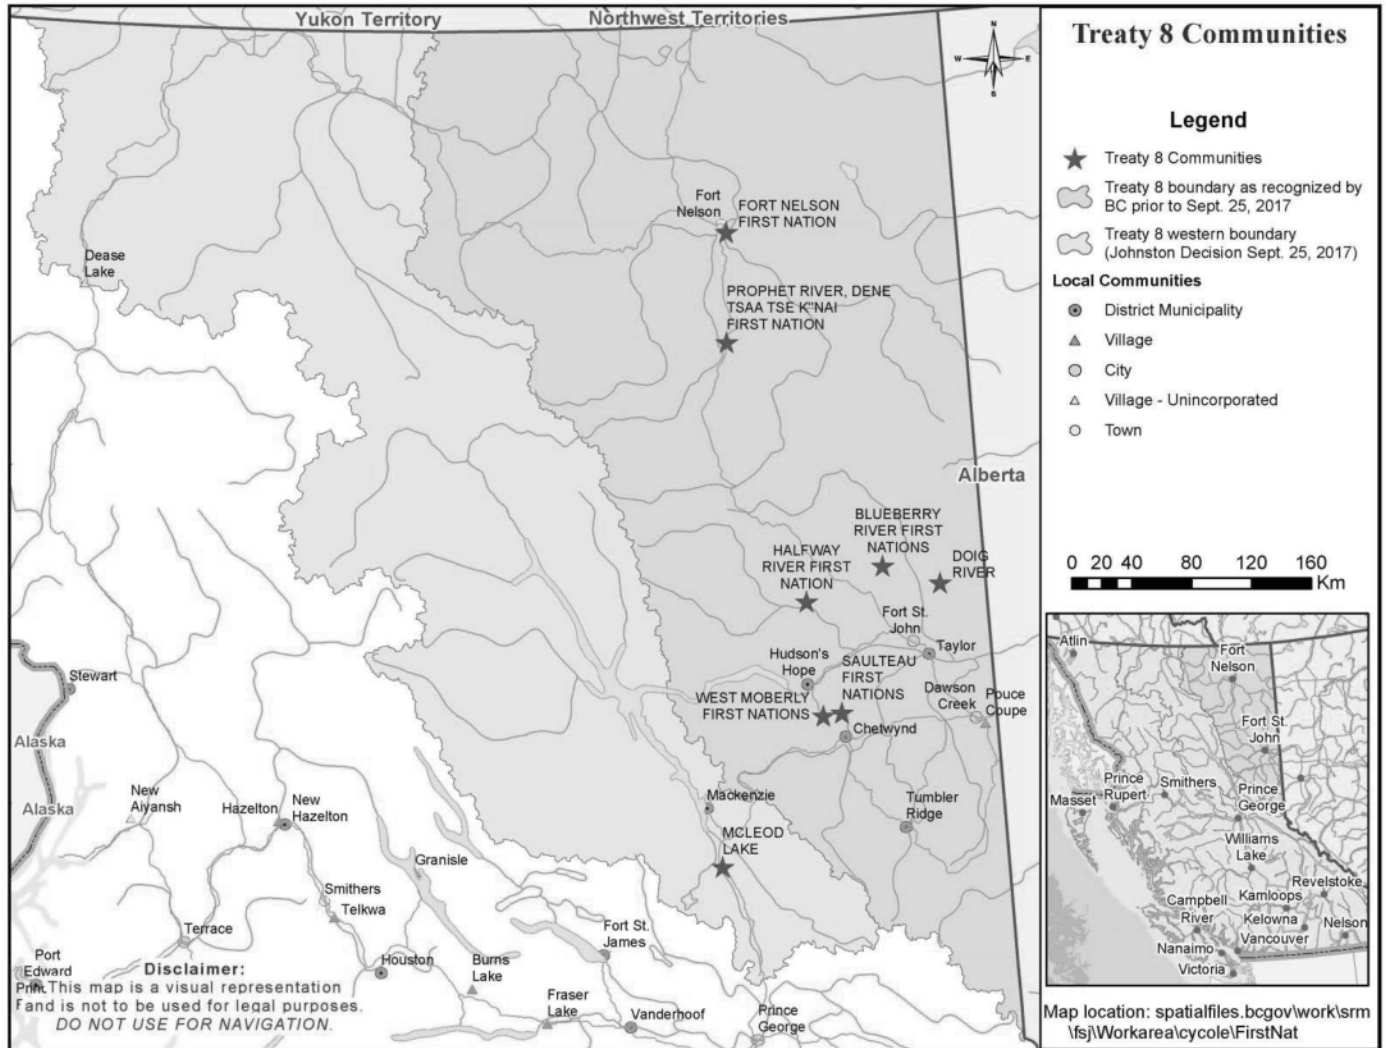 Yukon Territory
Northwest Territories
N
W
E
S
Fort
Nelson
FORT NELSON
FIRST NATION
Dease
Lake
PROPHET RIVER, DENE
TSAA TSE K"NAI
FIRST NATION
Alberta
BLUEBERRY
RIVER FIRST
NATIONS
HALFWAY
RIVER FIRST
NATION
DOIG
RIVER
Fort St.
John
Taylor
Hudson's
Hope
SAULTEAU
FIRST
NATIONS
Stewart
WEST MOBERLY
FIRST NATIONS
Dawson
Creek
Pouce
Coupe
Chetwynd
Alaska
Alaska
New
Aiyansh
Hazelton
New
Hazelton
Mackenzie
Tumbler
Ridge
MCLEOD
LAKE
Granisle
Smithers
Telkwa
Terrace
Fort St.
James
Port
Edward
Houston
Burns
Lake
Fraser
Lake
Vanderhoof
Prince
George
Disclaimer:
This map is a visual representation
and is not to be used for legal purposes.
DO NOT USE FOR NAVIGATION.
Treaty 8 Communities
Legend
Treaty 8 Communities
Treaty 8 boundary as recognized by
BC prior to Sept. 25, 2017
Treaty 8 western boundary
(Johnston Decision Sept. 25, 2017)
Local Communities
District Municipality
Village
City
Village - Unincorporated
Town
0 20 40 80 120 160
Km
Atlin
Fort
Nelson
Fort St.
John
Prince
Rupert
Smithers
Masset
Prince
George
Williams
Lake
Revelstoke
Campbell
River
Kamloops
Kelowna
Nelson
Vancouver
Nanaimo
Victoria
Map location: spatialfiles.bcgov\work\srm
\fsj\Workarea\cycole\FirstNat